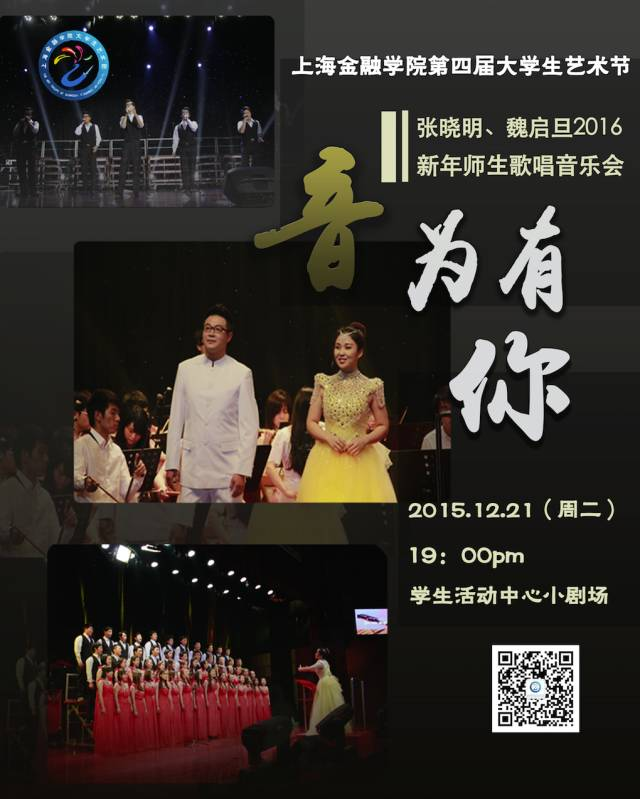 上海金融学院第四届大学生艺术节
张晓明、魏启旦2016
新年师生歌唱音乐会
音
为有
你
2015.12.21（周二）
19：00pm
学生活动中心小剧场